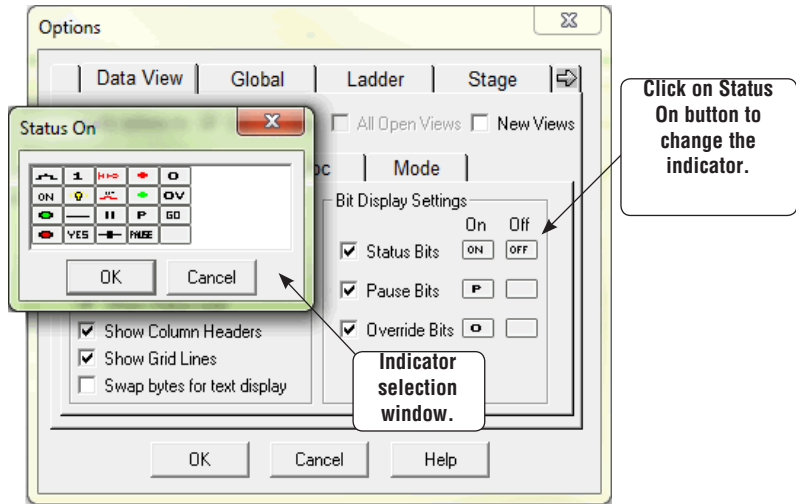 Options
Data View Global Ladder Stage
Status On
All Open Views New Views
oc Mode
Bit Display Settings
On Off
Status Bits ON OFF
Pause Bits P
Override Bits O
1 O
ON OV
II P GO
YES PAUSE
OK Cancel
Show Column Headers
Show Grid Lines
Swap bytes for text display
OK Cancel Help
Click on Status
On button to
change the
indicator.
Indicator
selection
window.